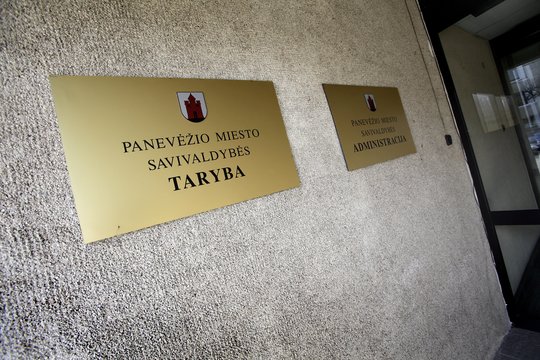 PANEVĖŽIO MIESTO
SAVIVALDYBĖS
TARYBA
PANEVĖŽIO MIESTO
SAVIVALDYBĖS
ADMINISTRACIJA